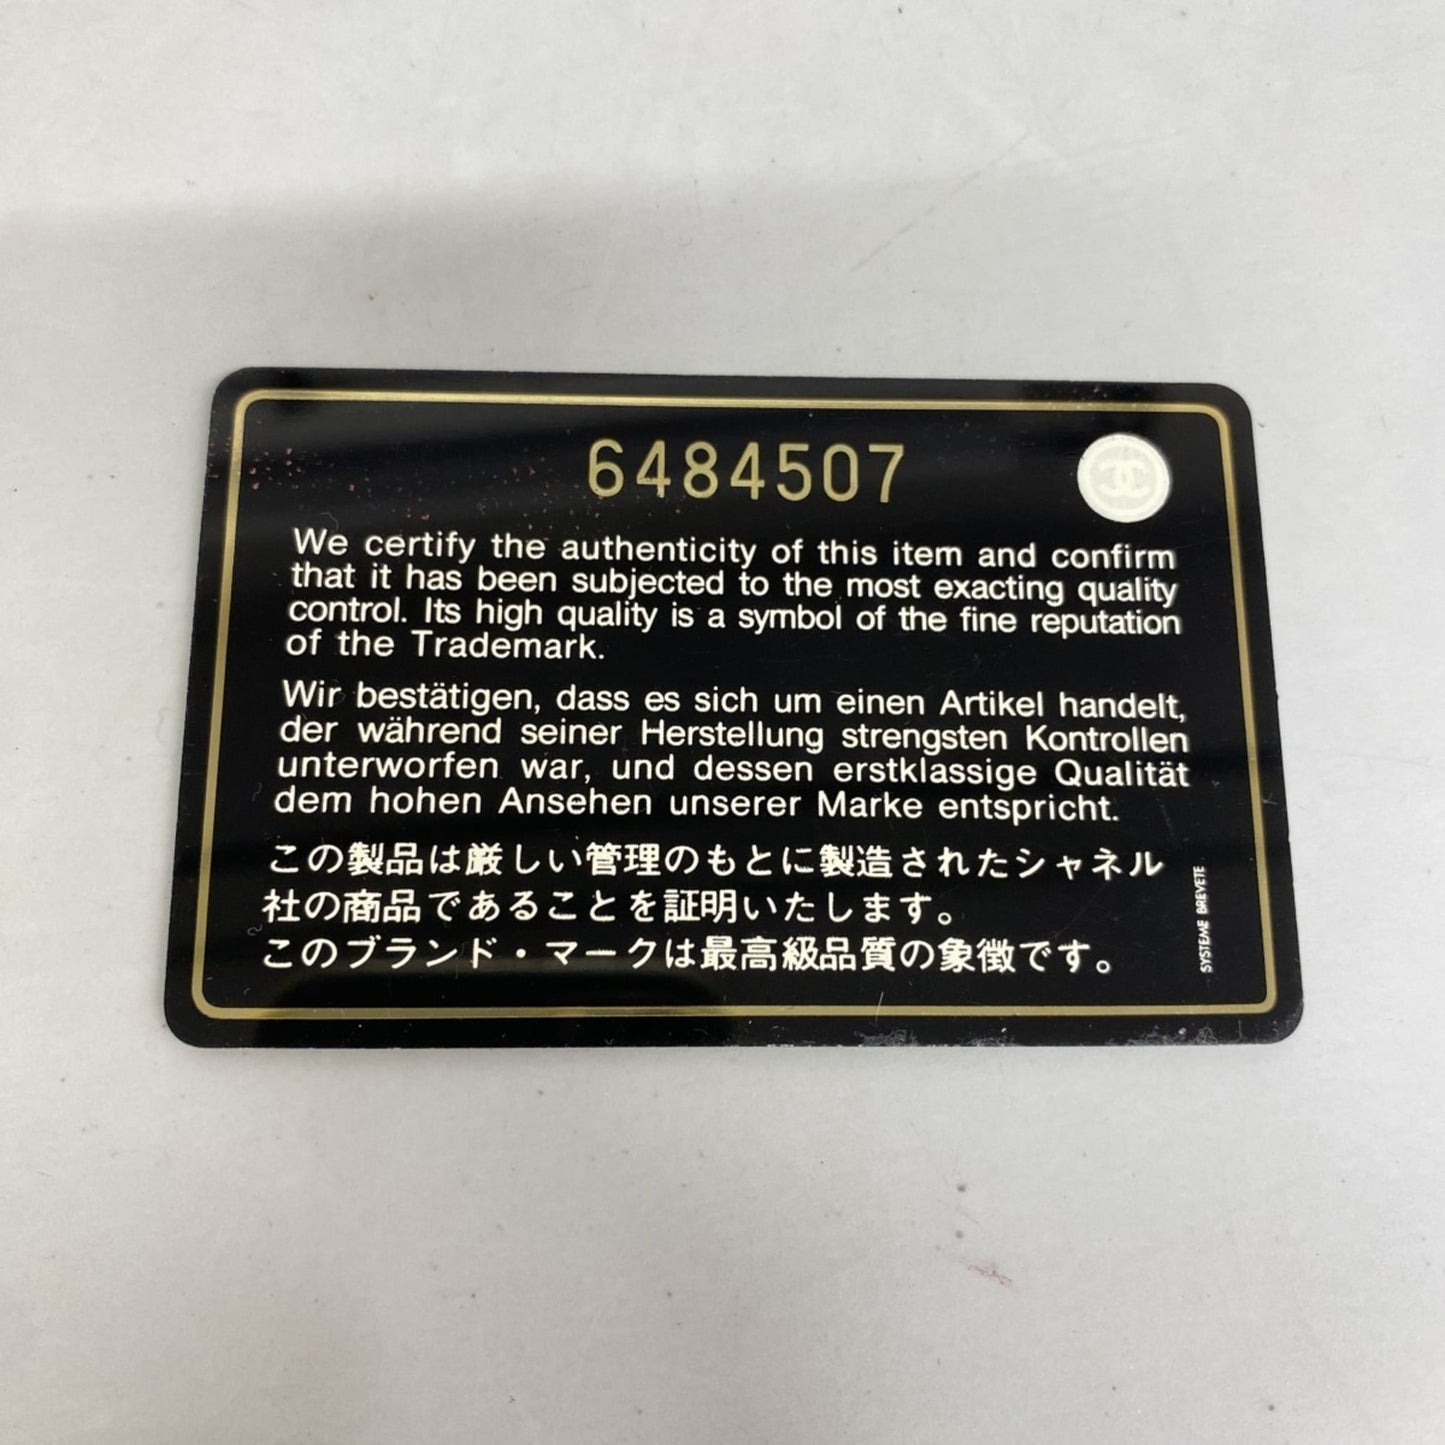 6484507
We certify the authenticity of this item and confirm
that it has been subjected to the most exacting quality
control. Its high quality is a symbol of the fine reputation
of the Trademark.
Wir bestätigen, dass es sich um einen Artikel handelt,
der während seiner Herstellung strengsten Kontrollen
unterworfen war, und dessen erstklassige Qualität
dem hohen Ansehen unserer Marke entspricht.
この製品は厳しい管理のもとに製造されたシャネル
社の商品であることを証明いたします。
このブランド・マークは最高級品質の象徴です。
SYSTEME BREVETE